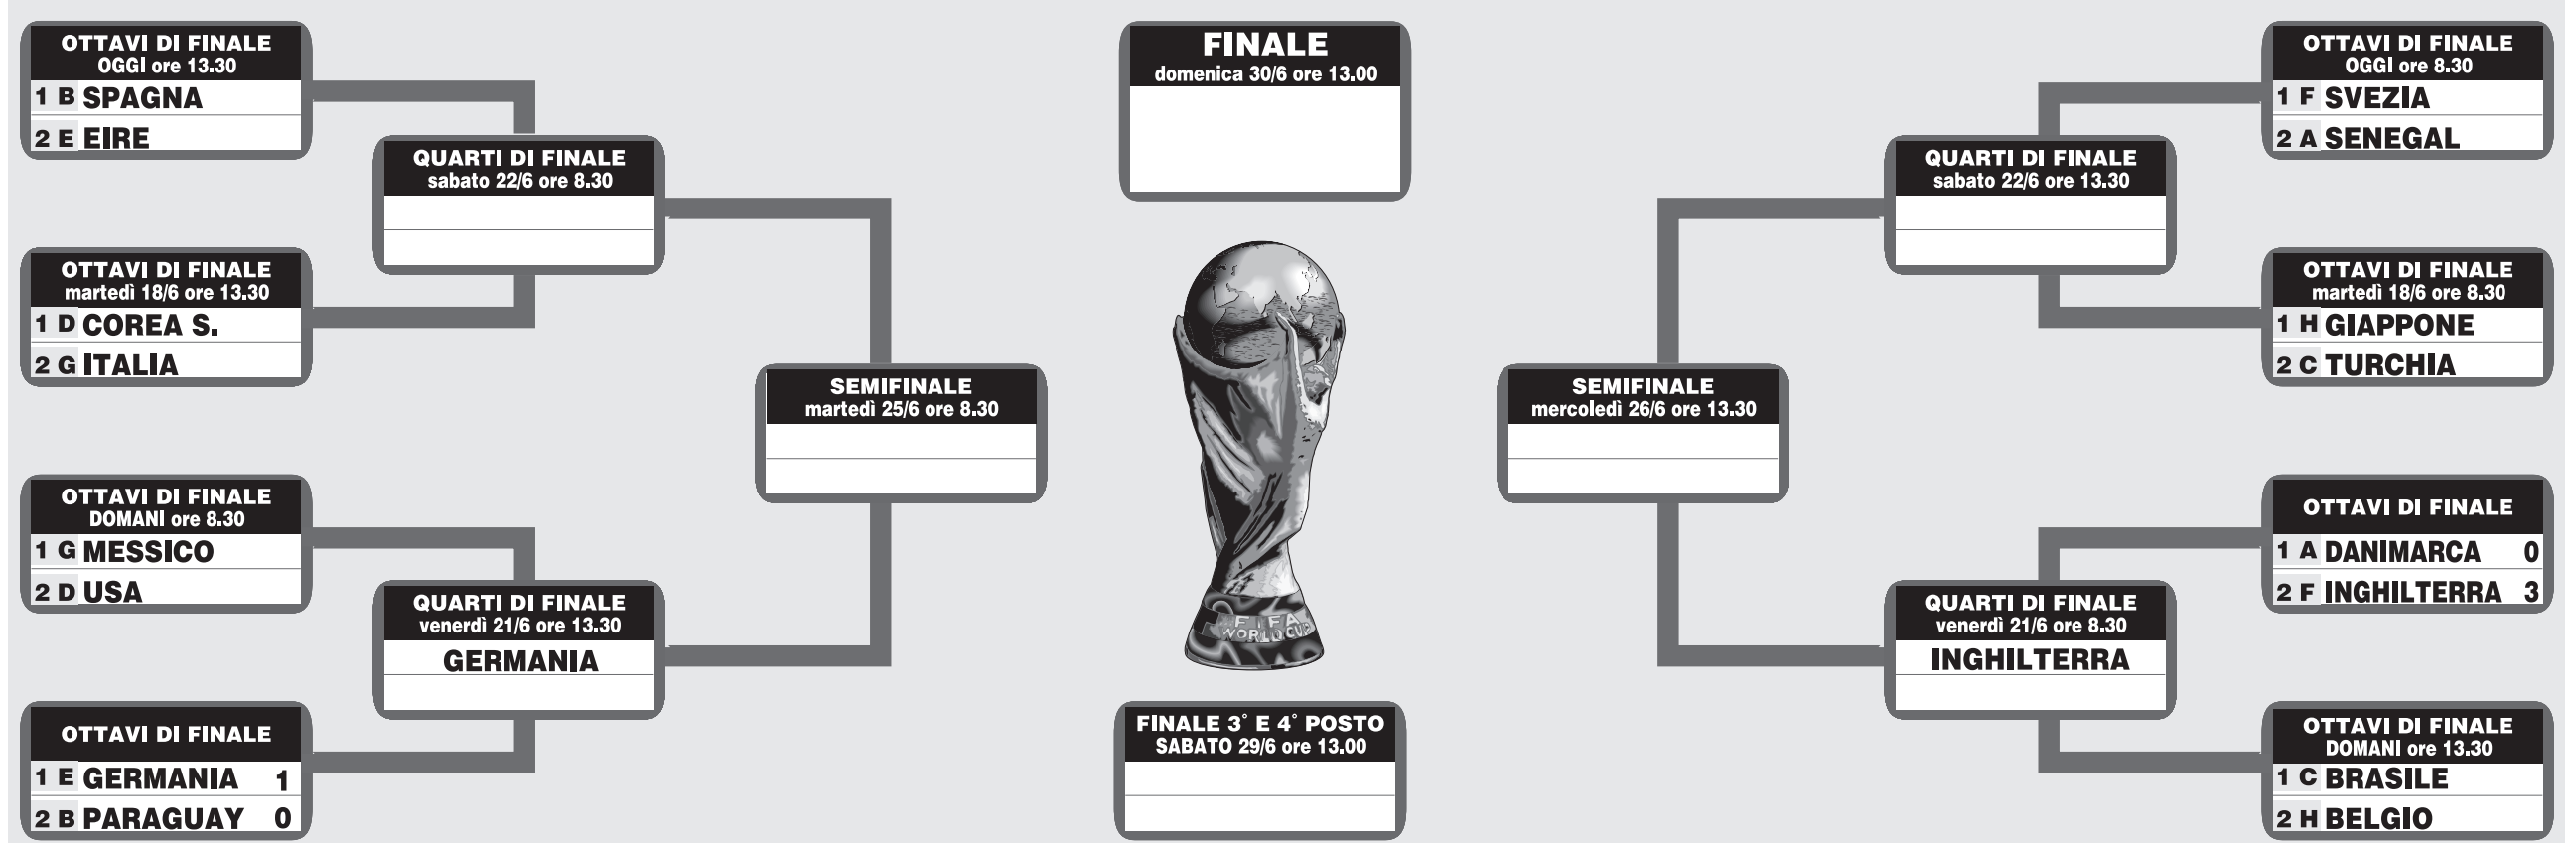 OTTAVI DI FINALE
OGGI ore 13.30
1 B SPAGNA
2 E EIRE
OTTAVI DI FINALE
martedì 18/6 ore 13.30
1 D COREA S.
2 G ITALIA
OTTAVI DI FINALE
DOMANI ore 8.30
1 G MESSICO
2 D USA
OTTAVI DI FINALE
1 E GERMANIA 1
2 B PARAGUAY 0
QUARTI DI FINALE
sabato 22/6 ore 8.30
QUARTI DI FINALE
venerdì 21/6 ore 13.30
GERMANIA
SEMIFINALE
martedì 25/6 ore 8.30
FINALE
domenica 30/6 ore 13.00
FIFA
WORLD CUP
FINALE 3° E 4° POSTO
SABATO 29/6 ore 13.00
SEMIFINALE
mercoledì 26/6 ore 13.30
QUARTI DI FINALE
sabato 22/6 ore 13.30
QUARTI DI FINALE
venerdì 21/6 ore 8.30
INGHILTERRA
OTTAVI DI FINALE
OGGI ore 8.30
1 F SVEZIA
2 A SENEGAL
OTTAVI DI FINALE
martedì 18/6 ore 8.30
1 H GIAPPONE
2 C TURCHIA
OTTAVI DI FINALE
1 A DANIMARCA 0
2 F INGHILTERRA 3
OTTAVI DI FINALE
DOMANI ore 13.30
1 C BRASILE
2 H BELGIO